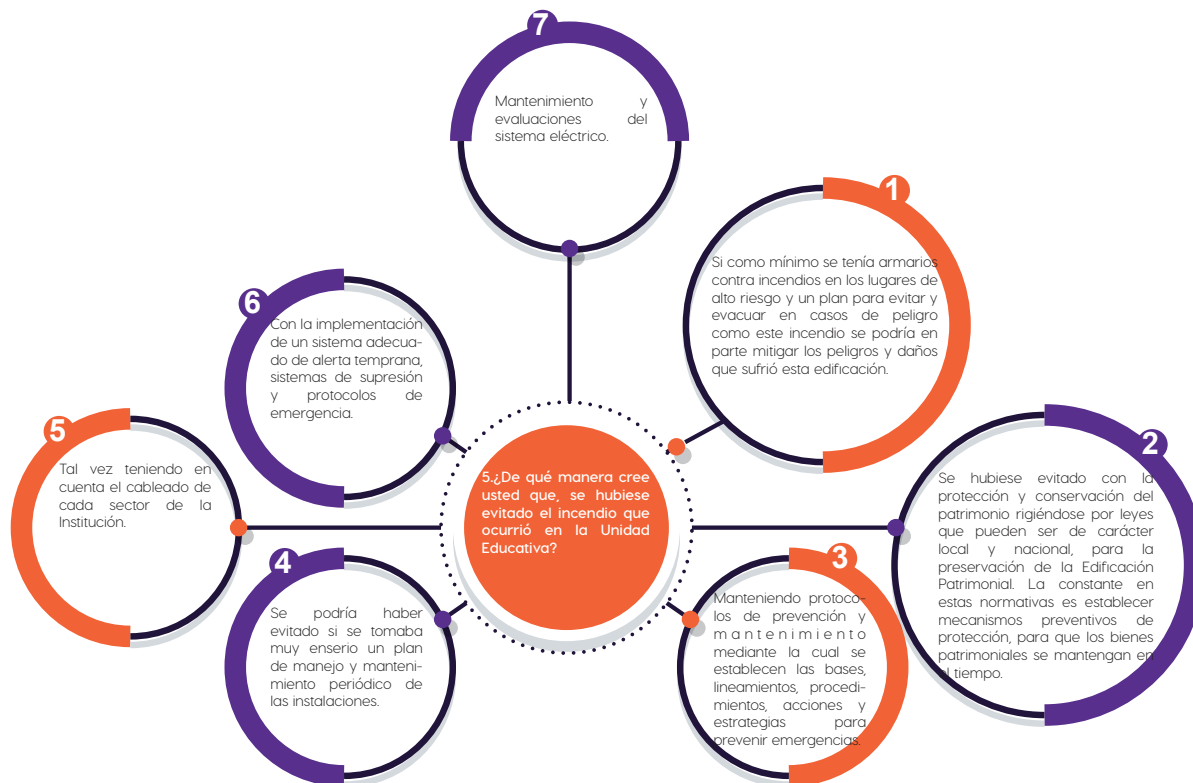 7
Mantenimiento y
evaluaciones del
sistema eléctrico.
1
Si como mínimo se tenía armarios
contra incendios en los lugares de
alto riesgo y un plan para evitar y
evacuar en casos de peligro
como este incendio se podría en
parte mitigar los peligros y daños
que sufrió esta edificación.
6
Con la implementación
de un sistema adecua-
do de alerta temprana,
sistemas de supresión
y protocolos de
emergencia.
5
Tal vez teniendo en
cuenta el cableado de
cada sector de la
Institución.
5.¿De qué manera cree
usted que, se hubiese
evitado el incendio que
ocurrió en la Unidad
Educativa?
2
Se hubiese evitado con la
protección y conservación del
patrimonio rigiéndose por leyes
que pueden ser de carácter
local y nacional, para la
preservación de la Edificación
Patrimonial. La constante en
estas normativas es establecer
mecanismos preventivos de
protección, para que los bienes
patrimoniales se mantengan en
el tiempo.
4
Se podría haber
evitado si se tomaba
muy enserio un plan
de manejo y manteni-
miento periódico de
las instalaciones.
3
Manteniendo protoco-
los de prevención y
mantenimiento
mediante la cual se
establecen las bases,
lineamientos, procedi-
mientos, acciones y
estrategias para
prevenir emergencias.